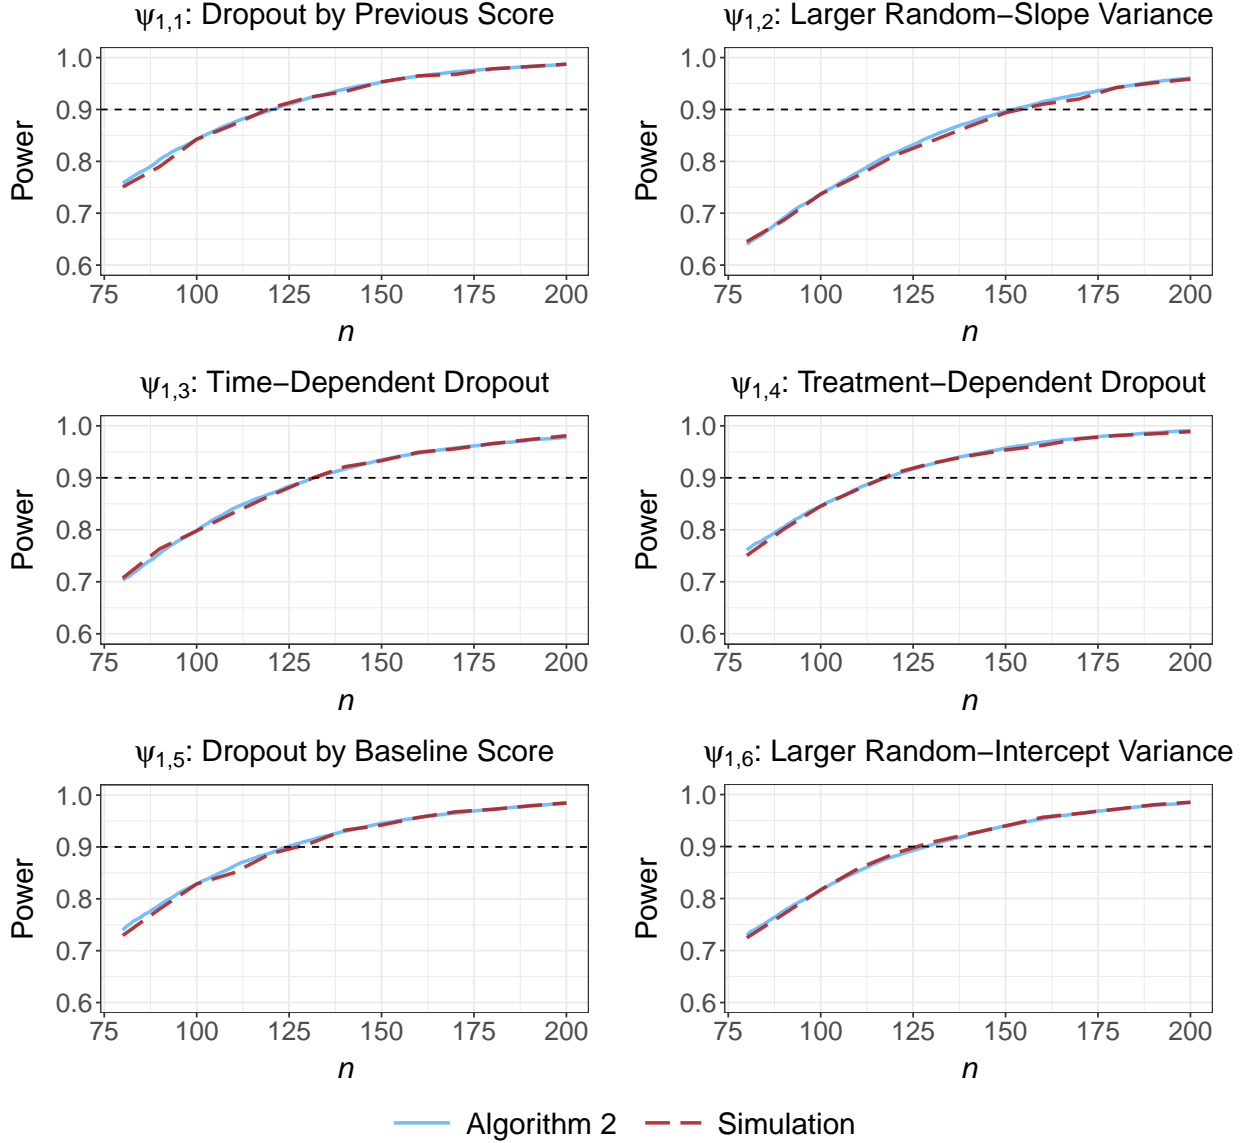 ψ1,1: Dropout by Previous Score
1.0
0.9
0.8
0.7
0.6
Power
75 100 125 150 175 200
n
ψ1,2: Larger Random−Slope Variance
1.0
0.9
0.8
0.7
0.6
Power
75 100 125 150 175 200
n
ψ1,3: Time−Dependent Dropout
1.0
0.9
0.8
0.7
0.6
Power
75 100 125 150 175 200
n
ψ1,4: Treatment−Dependent Dropout
1.0
0.9
0.8
0.7
0.6
Power
75 100 125 150 175 200
n
ψ1,5: Dropout by Baseline Score
1.0
0.9
0.8
0.7
0.6
Power
75 100 125 150 175 200
n
ψ1,6: Larger Random−Intercept Variance
1.0
0.9
0.8
0.7
0.6
Power
75 100 125 150 175 200
n
Algorithm 2 Simulation